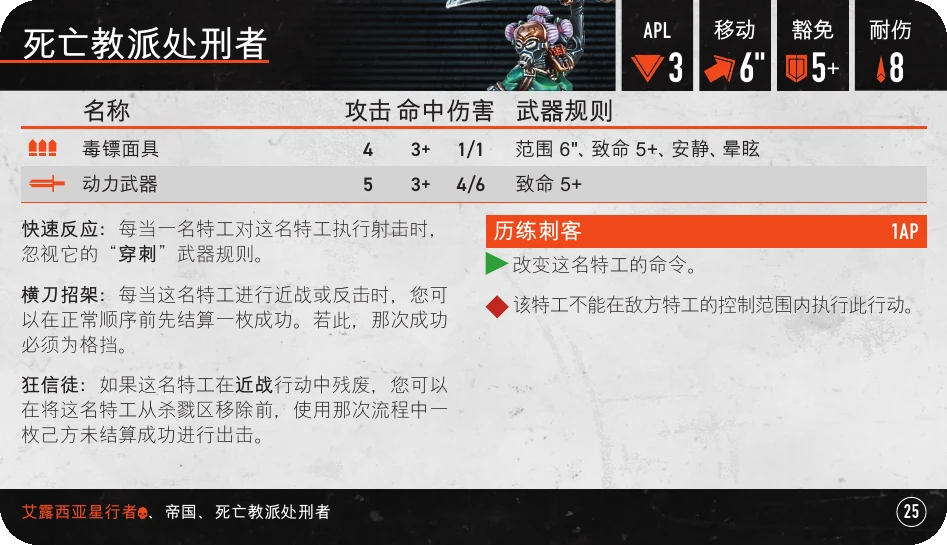 死亡教派处刑者
APL 移动 豁免 耐伤
3 6" 5+ 8
名称 攻击 命中 伤害 武器规则
毒镖面具 4 3+ 1/1 范围 6"、致命 5+、安静、晕眩
动力武器 5 3+ 4/6 致命 5+
快速反应：每当一名特工对这名特工执行射击时，
忽视它的“穿刺”武器规则。
横刀招架：每当这名特工进行近战或反击时，您可
以在正常顺序前先结算一枚成功。若此，那次成功
必须为格挡。
狂信徒：如果这名特工在近战行动中残废，您可以
在将这名特工从杀戮区移除前，使用那次流程中一
枚己方未结算成功进行出击。
历练刺客 1AP
改变这名特工的命令。
该特工不能在敌方特工的控制范围内执行此行动。
艾露西亚星行者、帝国、死亡教派处刑者
25